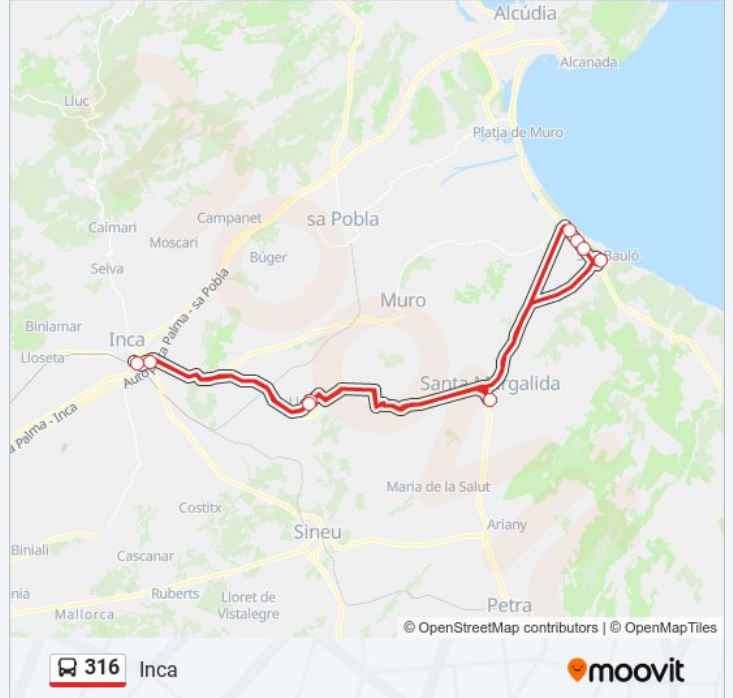 Alcúdia
Alcanada
Lluc
Platja de Muro
Campanet
sa Pobla
Caimari
Moscari
Búger
Bauló
Selva
Muro
Biniamar
Inca
Palma - sa Pobla
Lloseta
Santa Margalida
Palma - Inca
Maria de la Salut
Costitx
Sineu
Ariany
Biniali
Cascanar
Ruberts
Lloret de
Vistalegre
Mallorca
Petra
© OpenStreetMap contributors | © OpenMapTiles
316 Inca
moovit